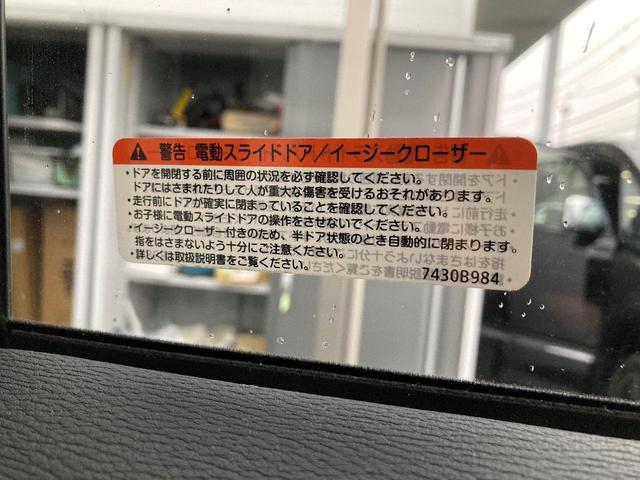 ⚠ 警告 電動スライドドア/イージークローザー
・ドアを開閉する前に周囲の状況を必ず確認してください。
ドアにはさまれたりして人が重大な傷害を受けるおそれがあります。
・走行前にドアが確実に閉まっていることを確認してください。
・お子様に電動スライドドアの操作をさせないでください。
・イージークローザー付きのため、半ドア状態のとき自動的に閉まります。
指をはさまないよう十分にご注意ください。
・詳しくは取扱説明書をご覧ください。
7430B984